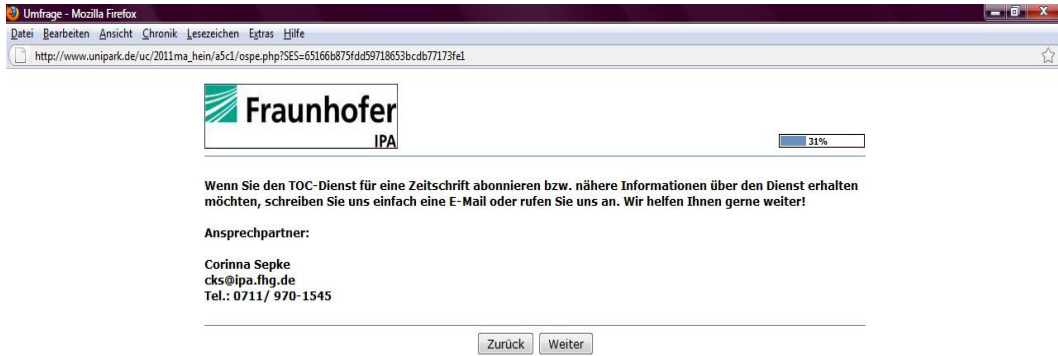 Umfrage - Mozilla Firefox
Datei Bearbeiten Ansicht Chronik Lesezeichen Extras Hilfe
http://www.unipark.de/uc/2011ma_hein/a5c1/ospe.php?SES=65166b875fdd59718653bcdb77173fe1
Fraunhofer
IPA
31%
Wenn Sie den TOC-Dienst für eine Zeitschrift abonnieren bzw. nähere Informationen über den Dienst erhalten
möchten, schreiben Sie uns einfach eine E-Mail oder rufen Sie uns an. Wir helfen Ihnen gerne weiter!
Ansprechpartner:
Corinna Sepke
cks@ipa.fhg.de
Tel.: 0711/ 970-1545
Zurück Weiter